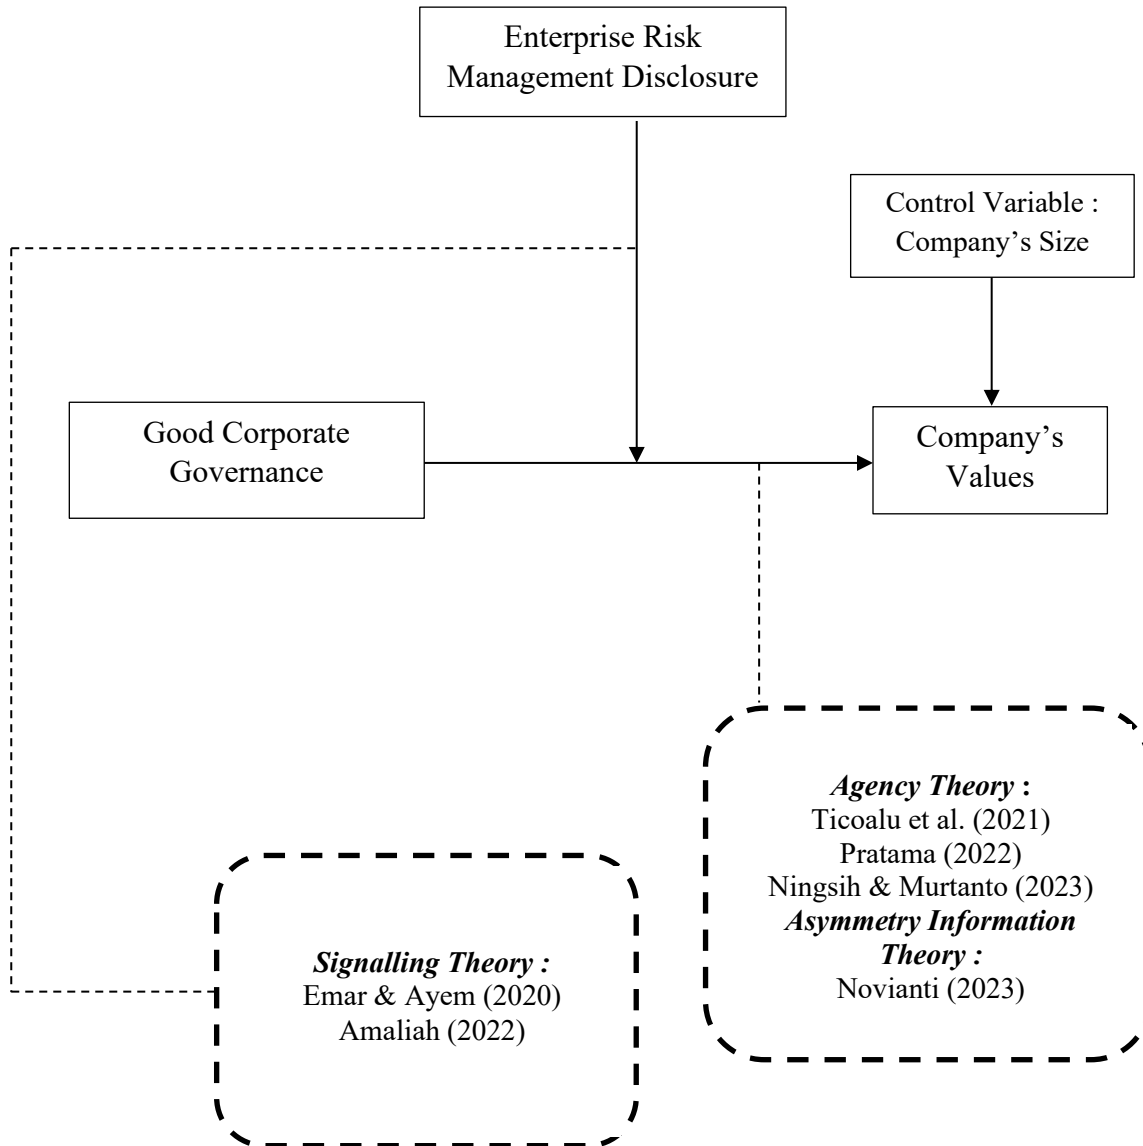 Enterprise Risk
Management Disclosure
Control Variable :
Company’s Size
Good Corporate
Governance
Company’s
Values
Agency Theory :
Ticoalu et al. (2021)
Pratama (2022)
Ningsih & Murtanto (2023)
Asymmetry Information
Theory :
Novianti (2023)
Signalling Theory :
Emar & Ayem (2020)
Amaliah (2022)